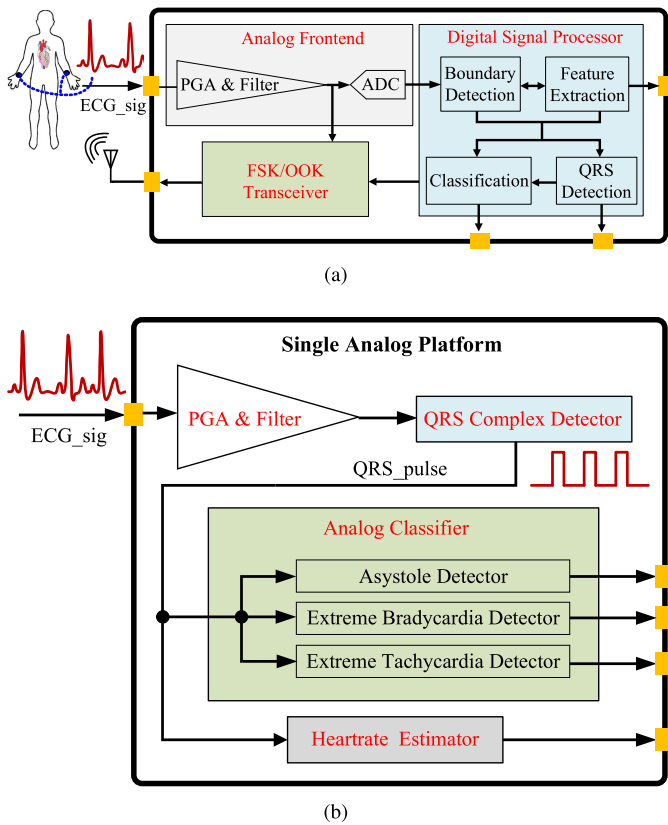 Analog Frontend
Digital Signal Processor
PGA & Filter
ADC
Boundary
Detection
Feature
Extraction
ECG_sig
FSK/OOK
Transceiver
Classification
QRS
Detection
(a)
Single Analog Platform
PGA & Filter
QRS Complex Detector
ECG_sig
QRS_pulse
Analog Classifier
Asystole Detector
Extreme Bradycardia Detector
Extreme Tachycardia Detector
Heartrate Estimator
(b)